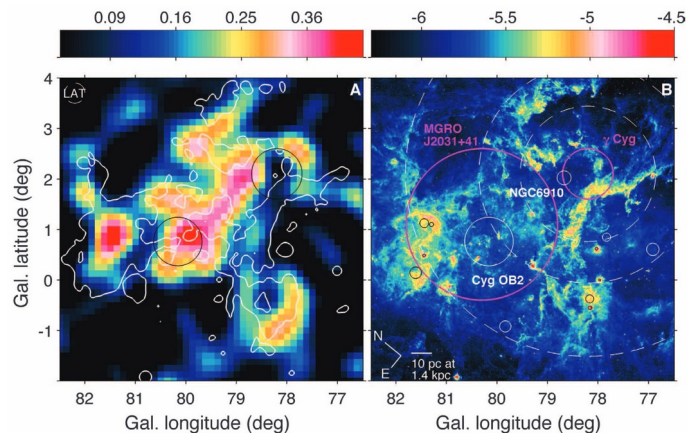 0.09 0.16 0.25 0.36
-6 -5.5 -5 -4.5
4
3
2
1
0
-1
Gal. latitude (deg)
LAT
A
82 81 80 79 78 77
Gal. longitude (deg)
B
MGRO
J2031+41
γ Cyg
NGC6910
Cyg OB2
N
E
10 pc at
1.4 kpc
82 81 80 79 78 77
Gal. longitude (deg)